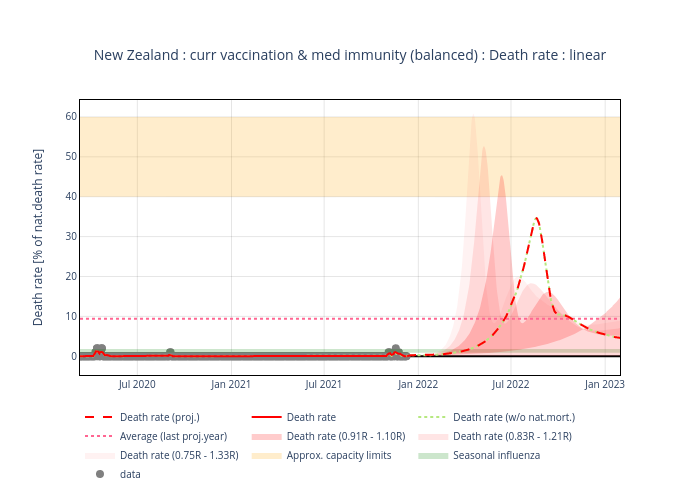 New Zealand : curr vaccination & med immunity (balanced) : Death rate : linear
Death rate [% of nat.death rate]
60
50
40
30
20
10
0
Jul 2020 Jan 2021 Jul 2021 Jan 2022 Jul 2022 Jan 2023
Death rate (proj.) Death rate Death rate (w/o nat.mort.)
Average (last proj.year) Death rate (0.91R - 1.10R) Death rate (0.83R - 1.21R)
Death rate (0.75R - 1.33R) Approx. capacity limits Seasonal influenza
data